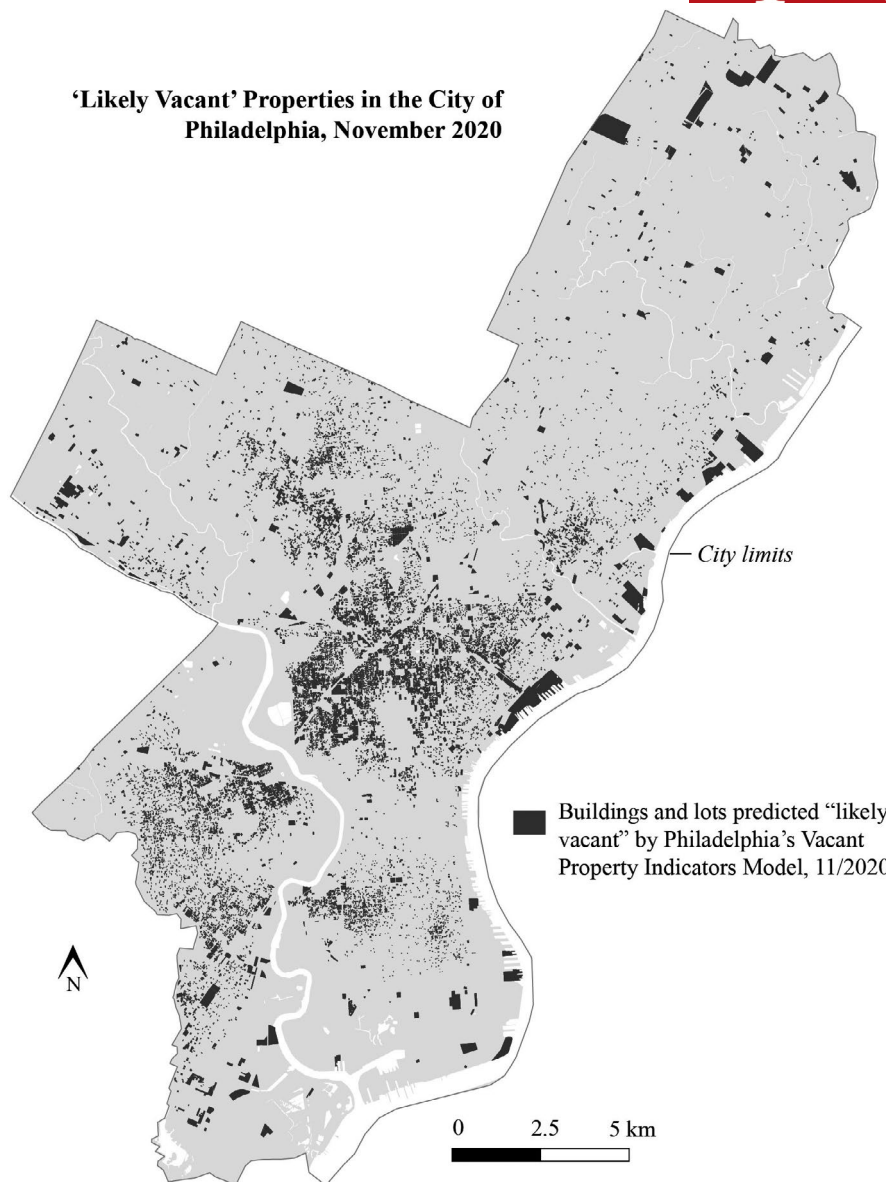 ‘Likely Vacant’ Properties in the City of
Philadelphia, November 2020
City limits
Buildings and lots predicted “likely
vacant” by Philadelphia’s Vacant
Property Indicators Model, 11/2020
N
0 2.5 5 km